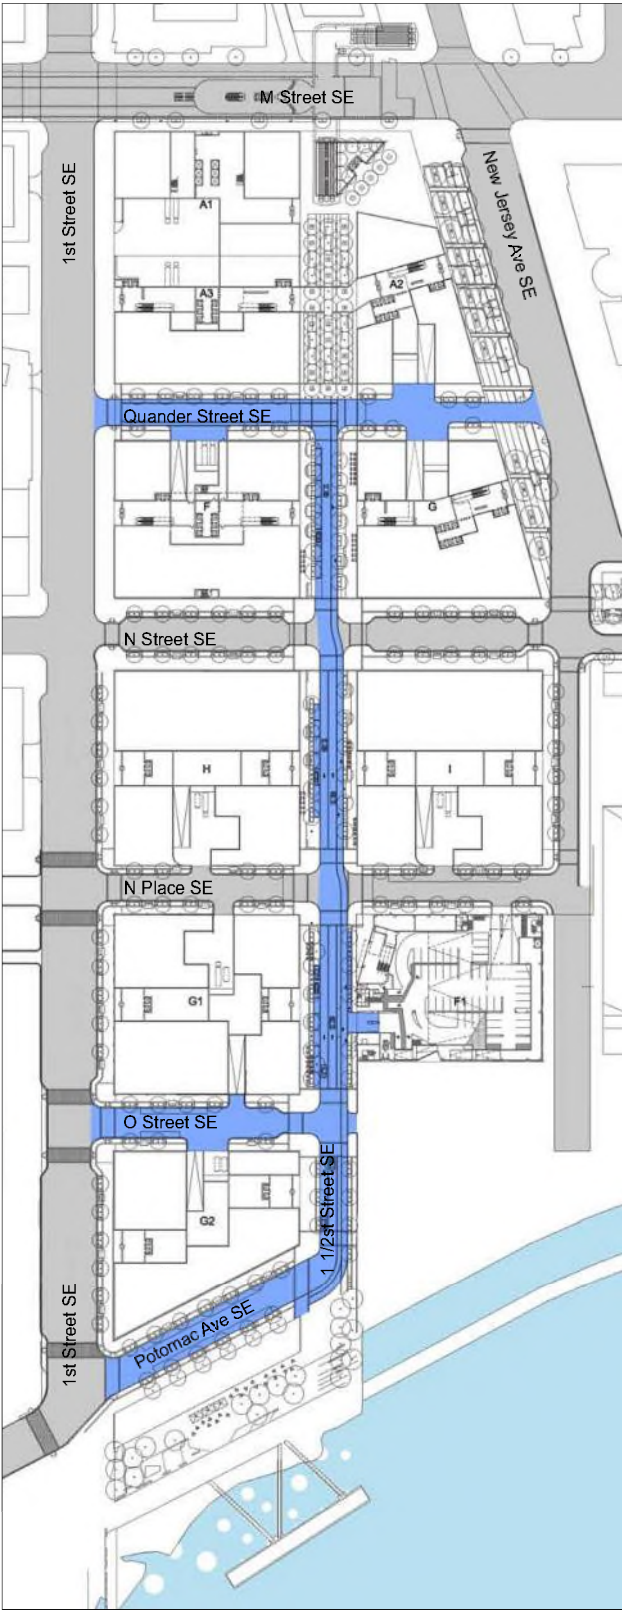 M Street SE
1st Street SE
New Jersey Ave SE
A1
A2
A3
Quander Street SE
F
G
N Street SE
H
I
N Place SE
G1
F1
O Street SE
1 1/2st Street SE
G2
1st Street SE
Potomac Ave SE